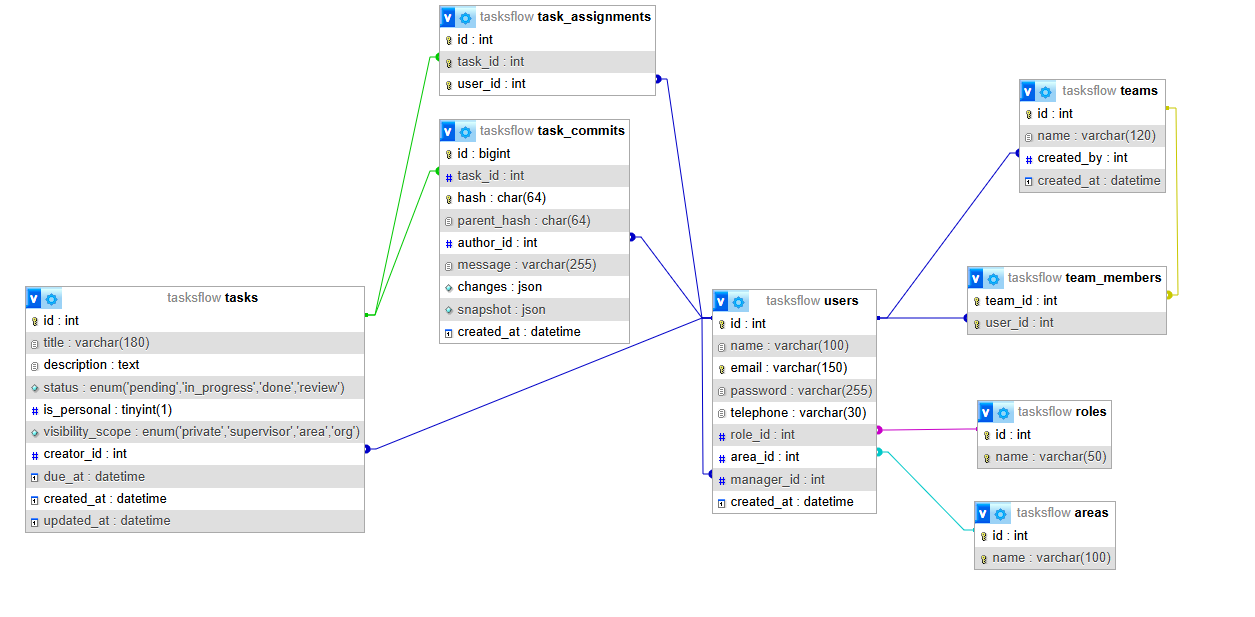 tasksflow task_assignments
id : int
task_id : int
user_id : int
tasksflow task_commits
id : bigint
task_id : int
hash : char(64)
parent_hash : char(64)
author_id : int
message : varchar(255)
changes : json
snapshot : json
created_at : datetime
tasksflow tasks
id : int
title : varchar(180)
description : text
status : enum('pending','in_progress','done','review')
is_personal : tinyint(1)
visibility_scope : enum('private','supervisor','area','org')
creator_id : int
due_at : datetime
created_at : datetime
updated_at : datetime
tasksflow users
id : int
name : varchar(100)
email : varchar(150)
password : varchar(255)
telephone : varchar(30)
role_id : int
area_id : int
manager_id : int
created_at : datetime
tasksflow teams
id : int
name : varchar(120)
created_by : int
created_at : datetime
tasksflow team_members
team_id : int
user_id : int
tasksflow roles
id : int
name : varchar(50)
tasksflow areas
id : int
name : varchar(100)